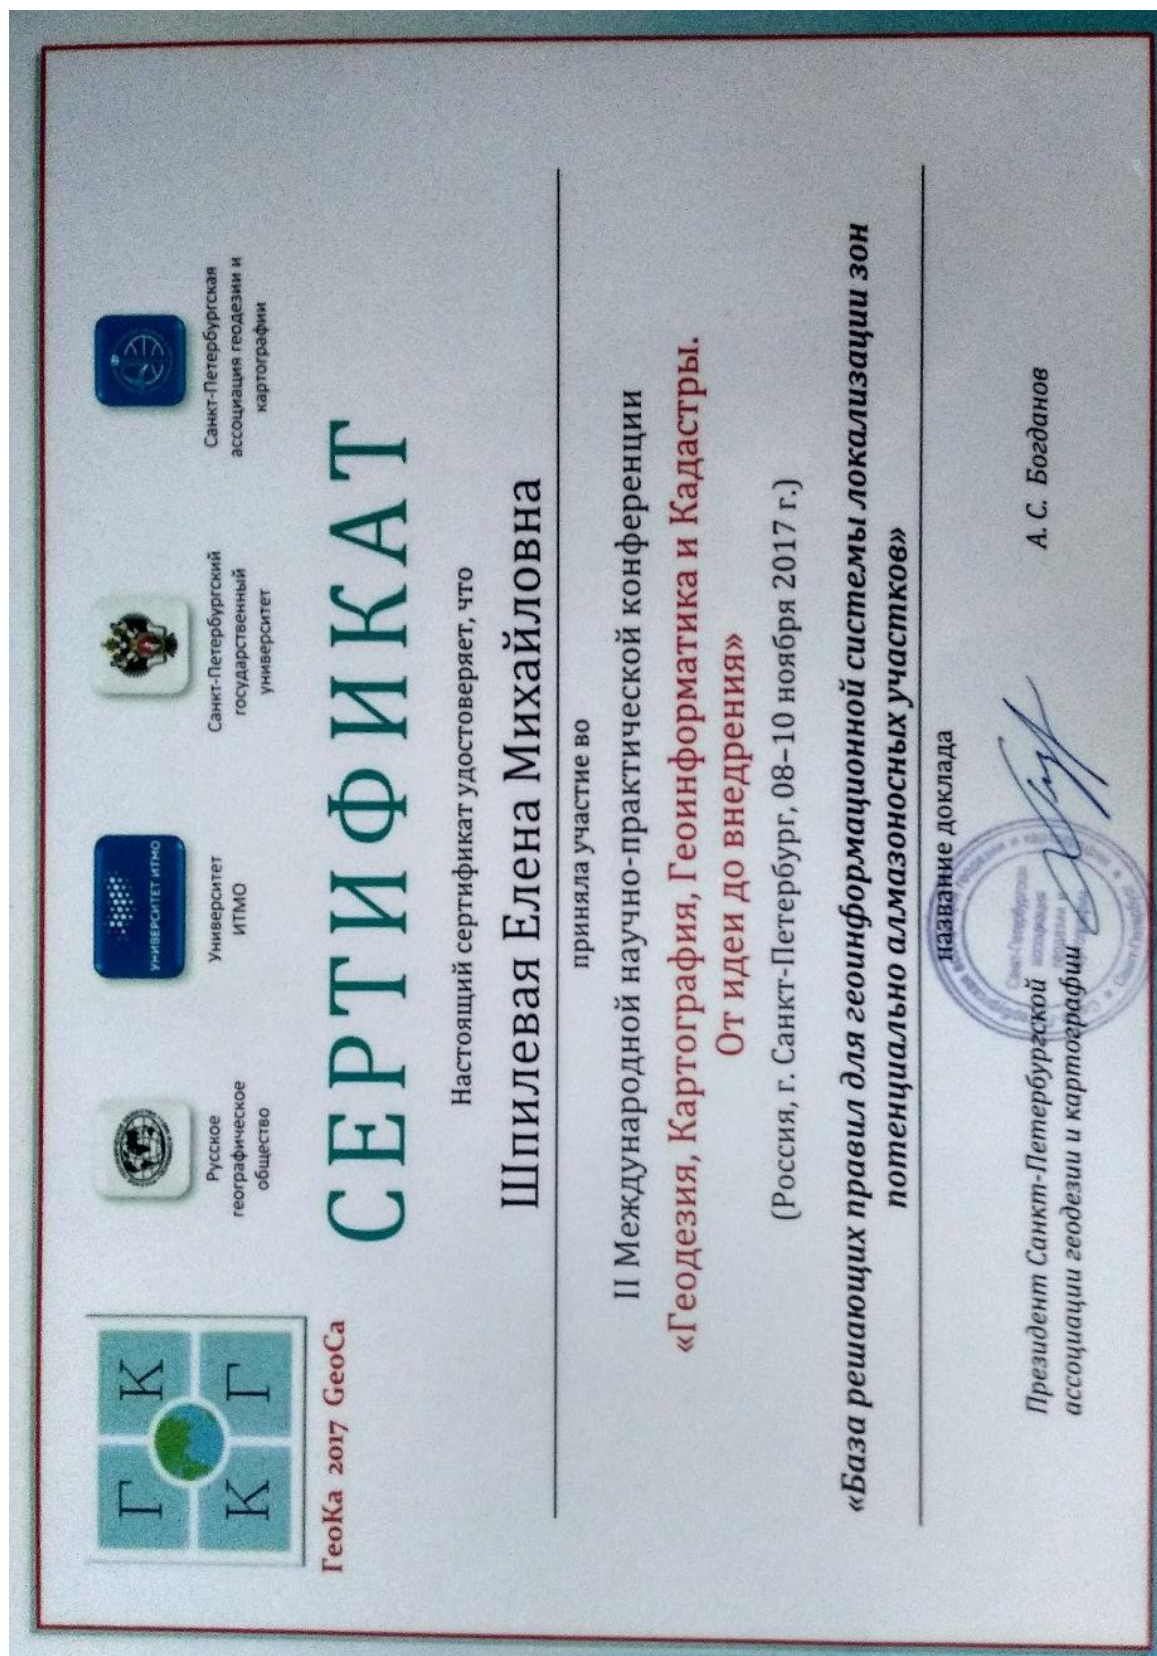 Г К
К Г
ГеоКа 2017 GeoCa
Русское
географическое
общество
УНИВЕРСИТЕТ ИТМО
Университет
ИТМО
Санкт-Петербургский
государственный
университет
Санкт-Петербургская
ассоциация геодезии и
картографии
СЕРТИФИКАТ
Настоящий сертификат удостоверяет, что
Шпилевая Елена Михайловна
приняла участие во
II Международной научно-практической конференции
«Геодезия, Картография, Геоинформатика и Кадастры.
От идеи до внедрения»
(Россия, г. Санкт-Петербург, 08–10 ноября 2017 г.)
«База решающих правил для геоинформационной системы локализации зон
потенциально алмазоносных участков»
название доклада
Президент Санкт-Петербургской
ассоциации геодезии и картографии
А. С. Богданов